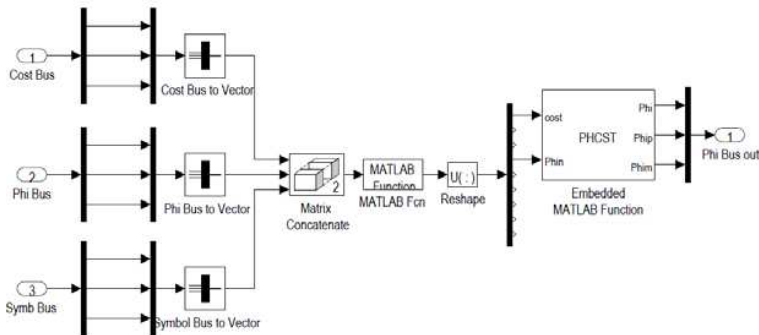 1
Cost Bus
Cost Bus to Vector
2
Phi Bus
Phi Bus to Vector
3
Symb Bus
Symbol Bus to Vector
2
Matrix
Concatenate
MATLAB
Function
MATLAB Fcn
U( : )
Reshape
cost
Phin
PHCST
Phi
Phip
Phim
Embedded
MATLAB Function
1
Phi Bus out